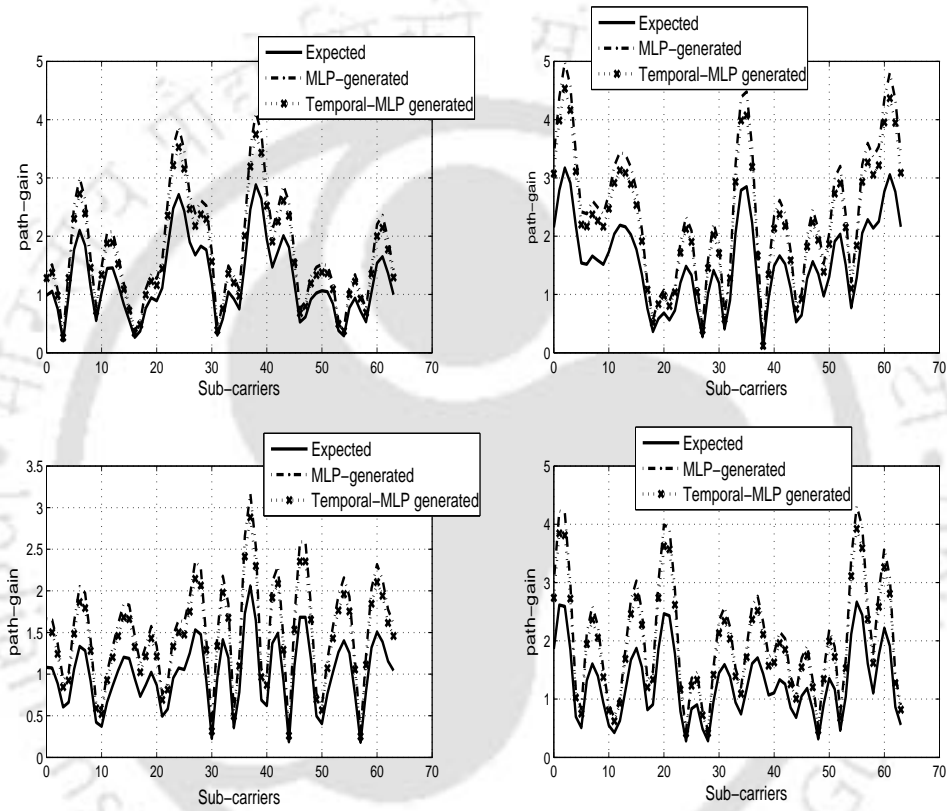 Expected
MLP-generated
Temporal-MLP generated
5
4
3
2
1
0
path-gain
0 10 20 30 40 50 60 70
Sub-carriers
Expected
MLP-generated
Temporal-MLP generated
5
4
3
2
1
0
path-gain
0 10 20 30 40 50 60 70
Sub-carriers
Expected
MLP-generated
Temporal-MLP generated
3.5
3
2.5
2
1.5
1
0.5
0
path-gain
0 10 20 30 40 50 60 70
Sub-carriers
Expected
MLP-generated
Temporal-MLP generated
5
4
3
2
1
0
path-gain
0 10 20 30 40 50 60 70
Sub-carriers